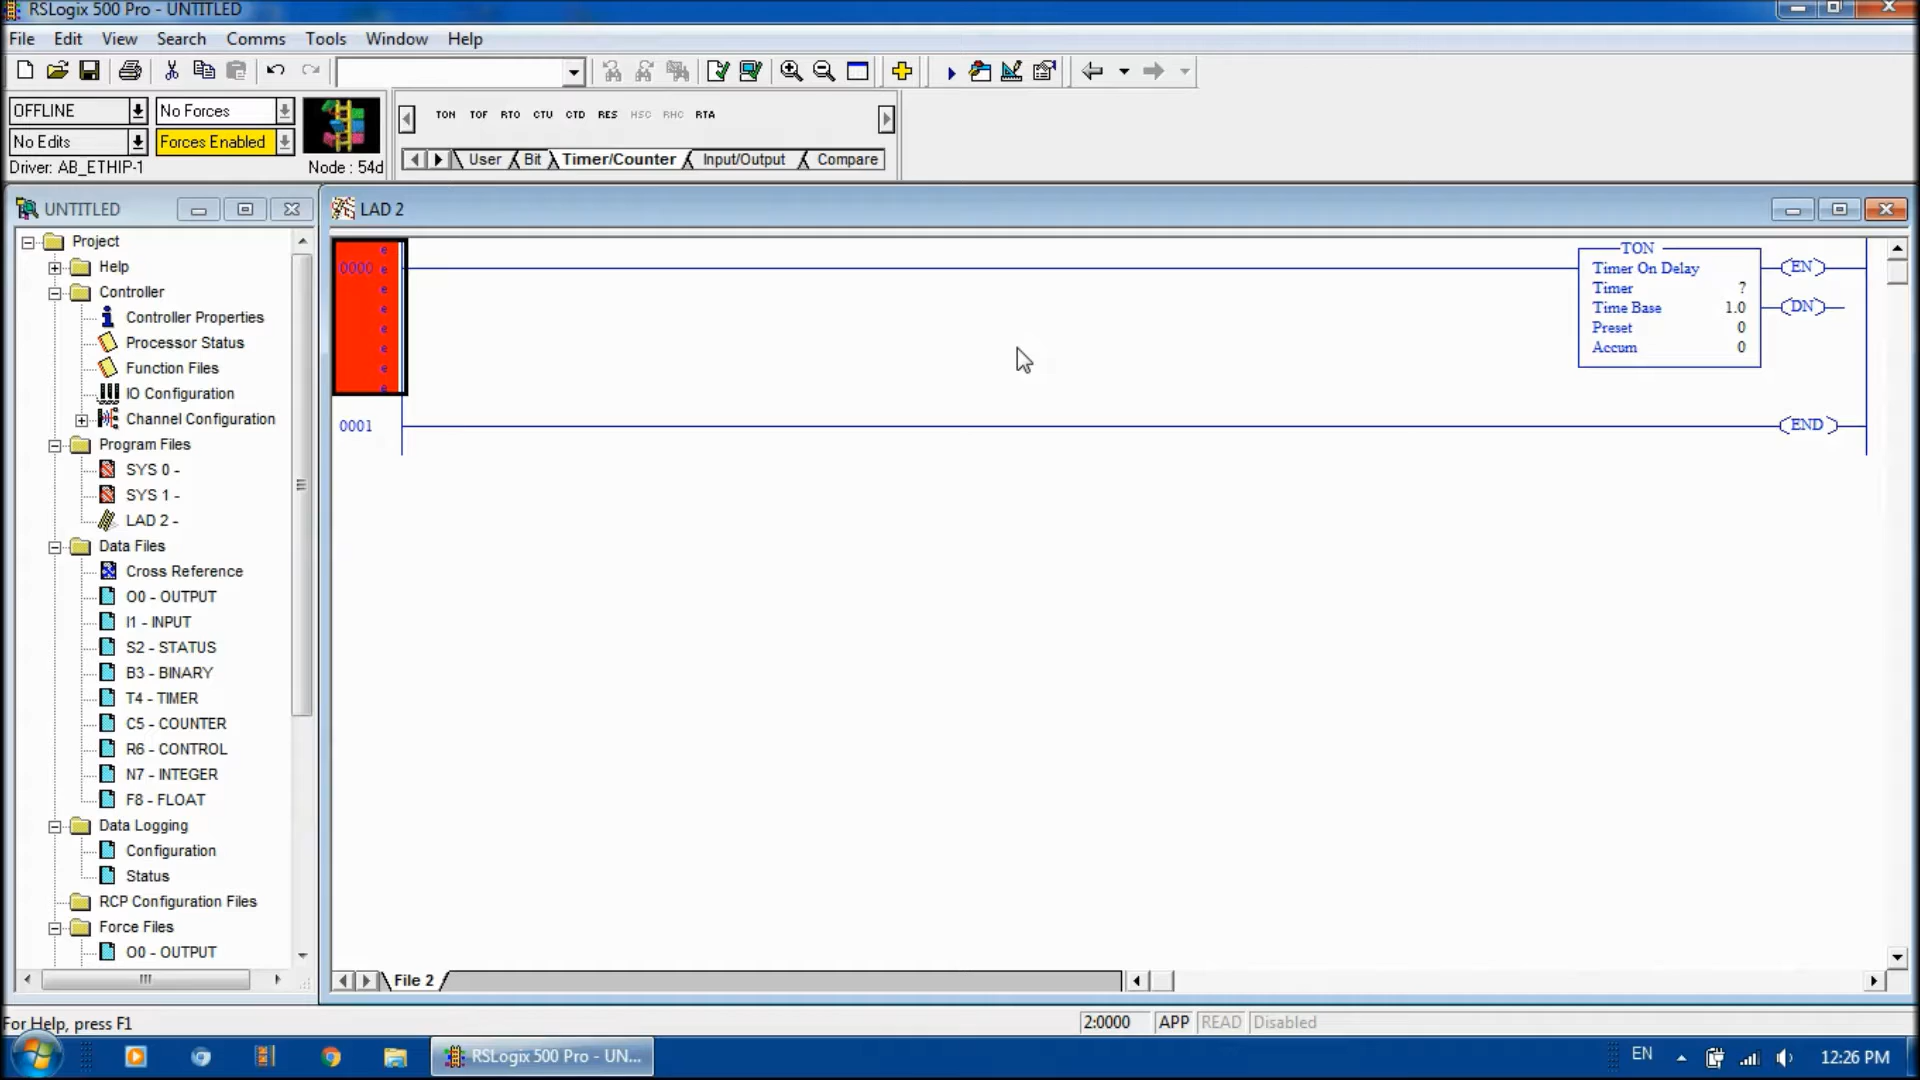 RSLogix 500 Pro - UNTITLED
File Edit View Search Comms Tools Window Help
OFFLINE No Forces
No Edits Forces Enabled
Driver: AB_ETHIP-1 Node : 54d
TON TOF RTO CTU CTD RES HSC RHC RTA
User Bit Timer/Counter Input/Output Compare
UNTITLED
Project
Help
Controller
Controller Properties
Processor Status
Function Files
IO Configuration
Channel Configuration
Program Files
SYS 0 -
SYS 1 -
LAD 2 -
Data Files
Cross Reference
O0 - OUTPUT
I1 - INPUT
S2 - STATUS
B3 - BINARY
T4 - TIMER
C5 - COUNTER
R6 - CONTROL
N7 - INTEGER
F8 - FLOAT
Data Logging
Configuration
Status
RCP Configuration Files
Force Files
O0 - OUTPUT
LAD 2
e
0000 e
e
e
e
e
e
e
TON
Timer On Delay EN
Timer ?
Time Base 1.0 DN
Preset 0
Accum 0
0001 END
File 2
For Help, press F1 2:0000 APP READ Disabled
RSLogix 500 Pro - UN... EN 12:26 PM